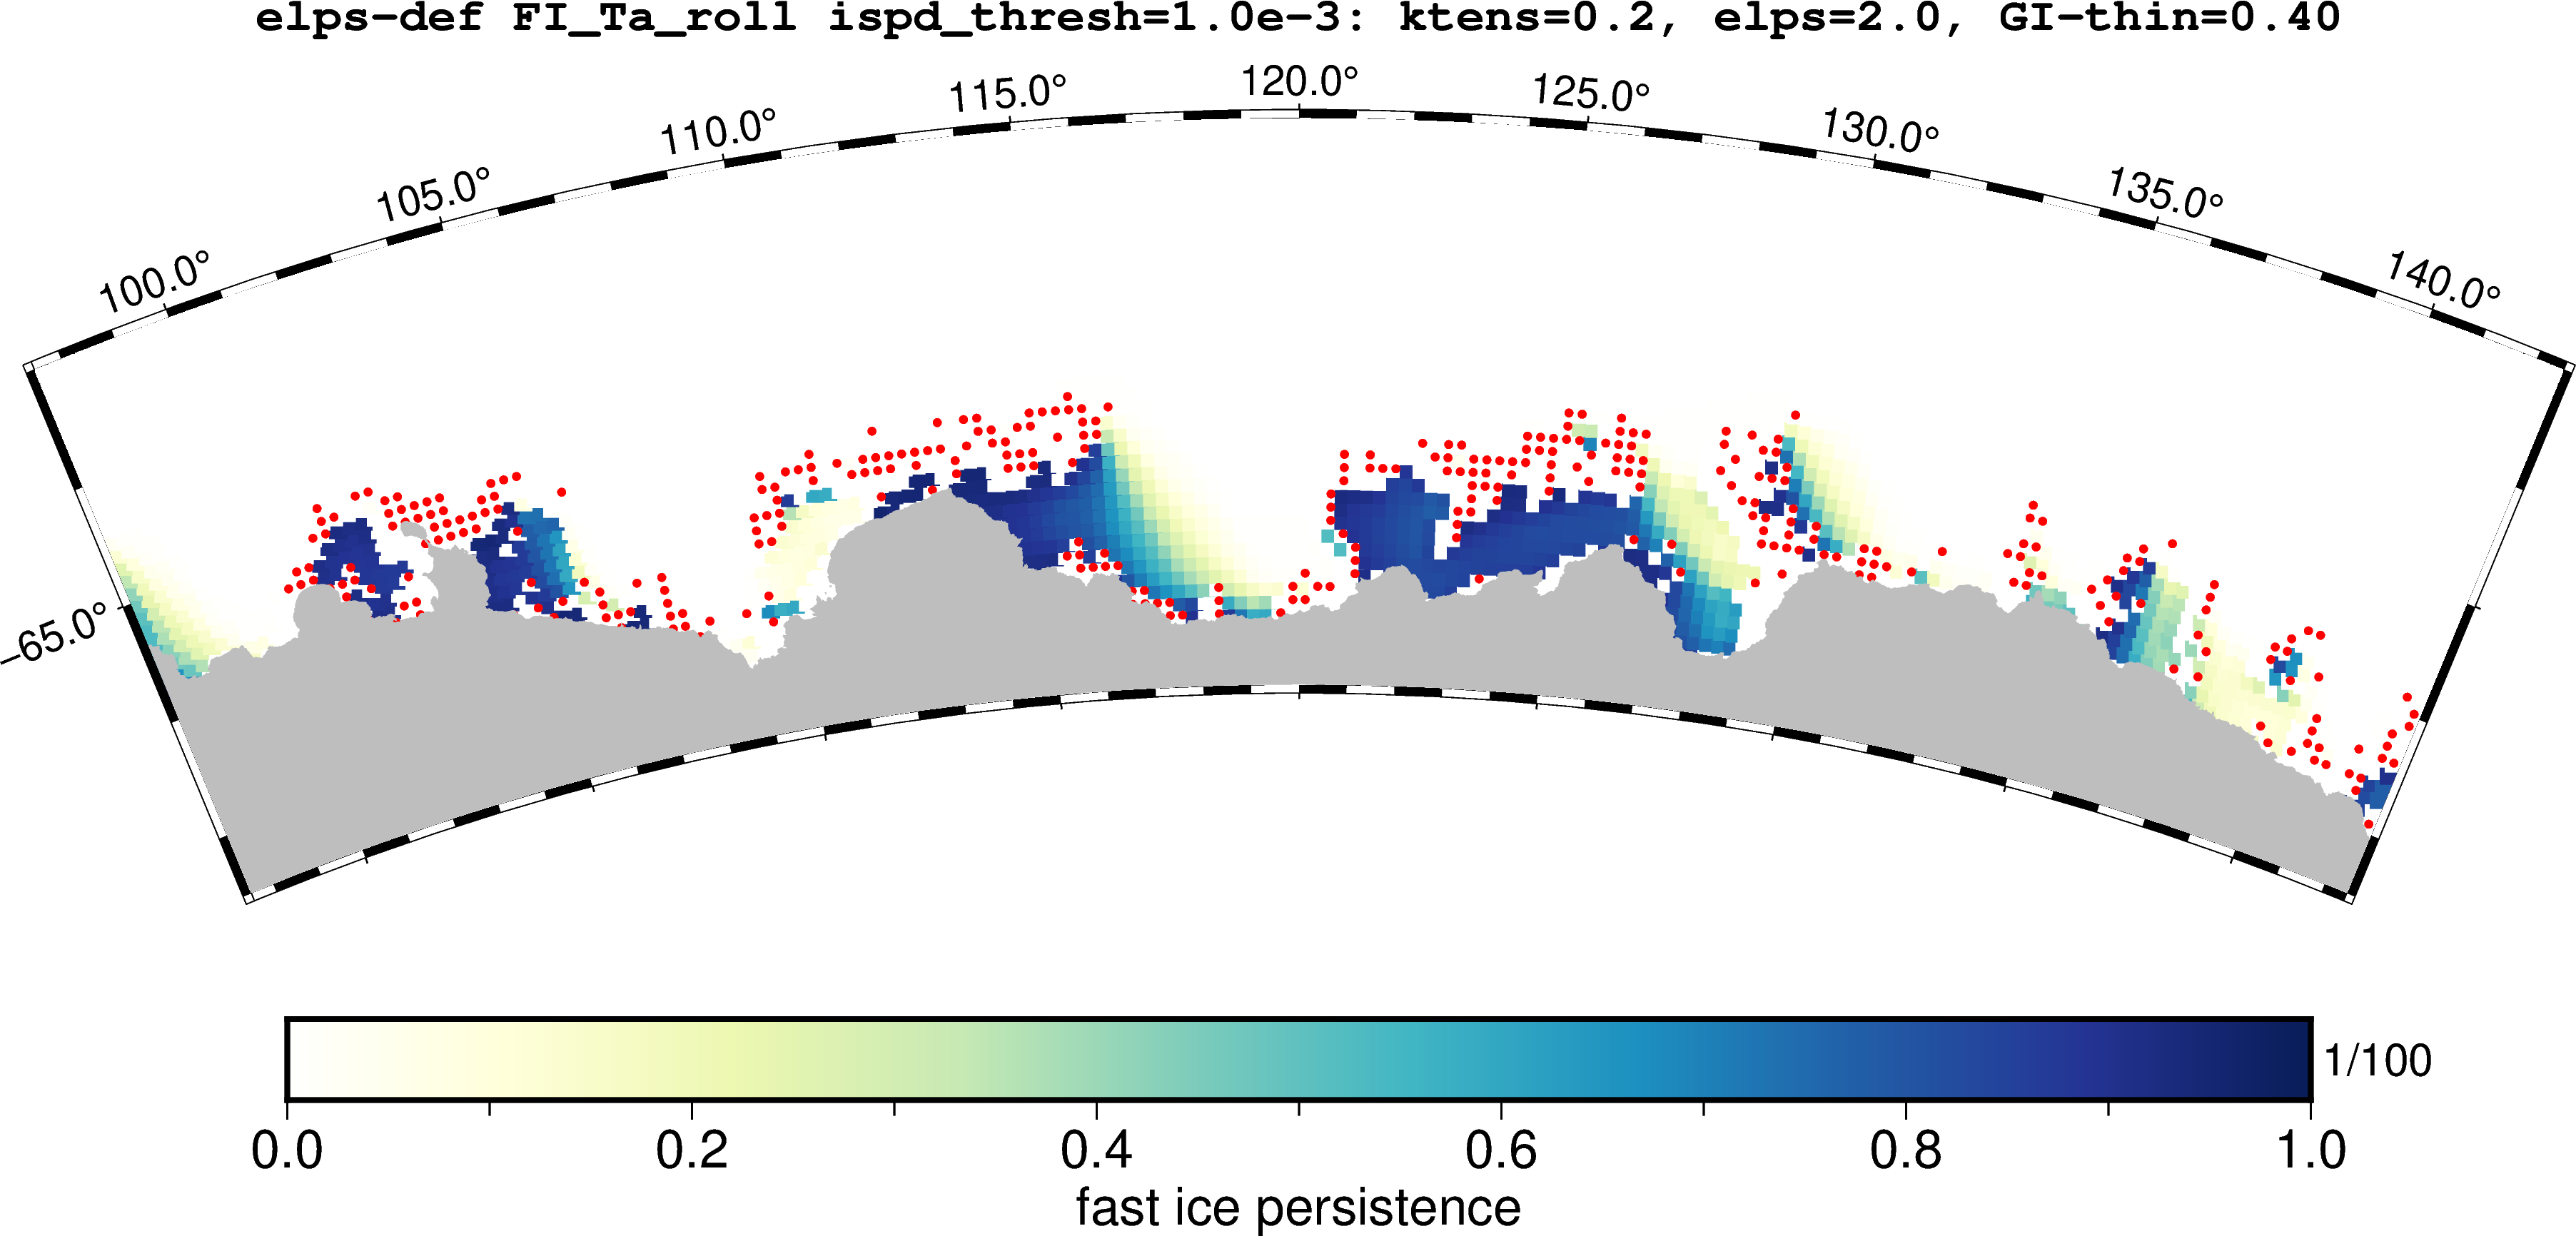 elps-def FI_Ta_roll ispd_thresh=1.0e-3: ktens=0.2, elps=2.0, GI-thin=0.40
100.0° 105.0° 110.0° 115.0° 120.0° 125.0° 130.0° 135.0° 140.0°
-65.0°
1/100
0.0 0.2 0.4 0.6 0.8 1.0
fast ice persistence